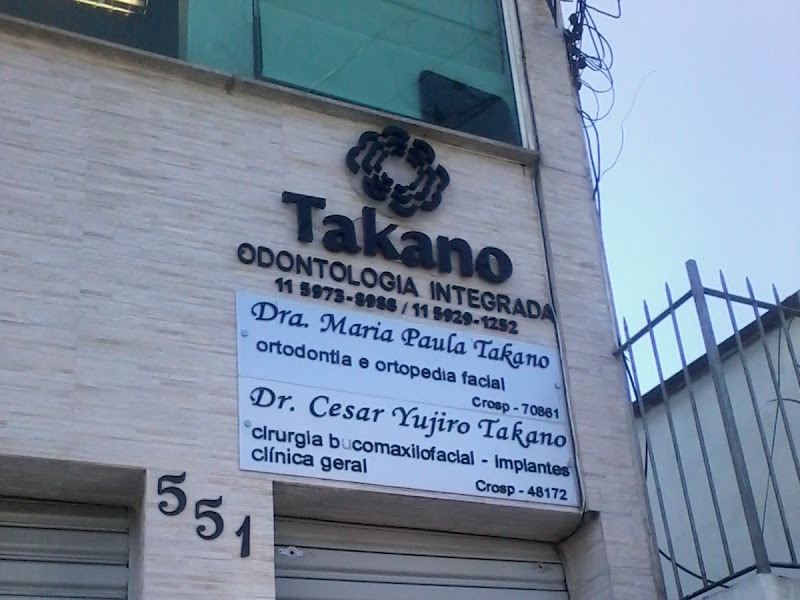 Takano
ODONTOLOGIA INTEGRADA
11 5973-8988 / 11 5929-1252
Dra. Maria Paula Takano
ortodontia e ortopedia facial
Crosp - 70861
Dr. Cesar Yujiro Takano
cirurgia bucomaxilofacial - implantes
clínica geral
Crosp - 48172
551